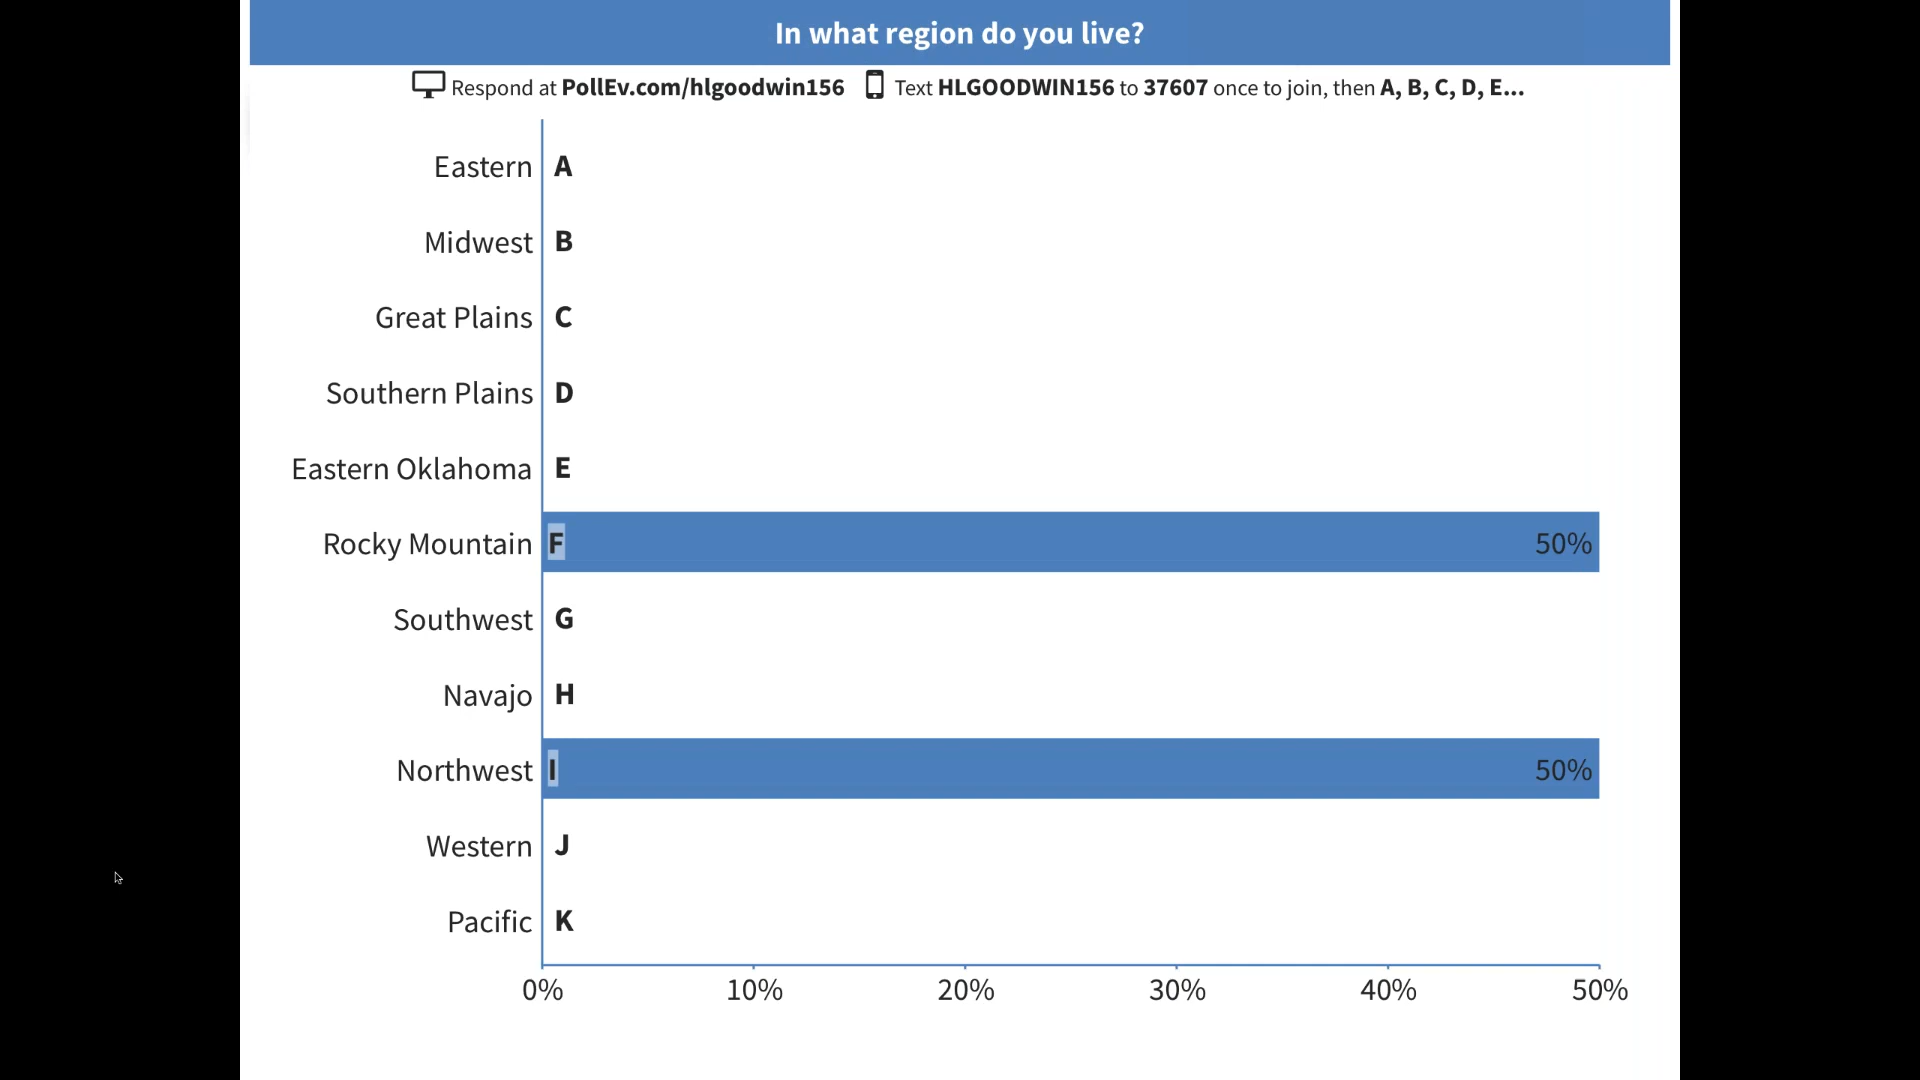 In what region do you live?
Respond at PollEv.com/hlgoodwin156 Text HLGOODWIN156 to 37607 once to join, then A, B, C, D, E...
Eastern A
Midwest B
Great Plains C
Southern Plains D
Eastern Oklahoma E
Rocky Mountain F 50%
Southwest G
Navajo H
Northwest I 50%
Western J
Pacific K
0% 10% 20% 30% 40% 50%